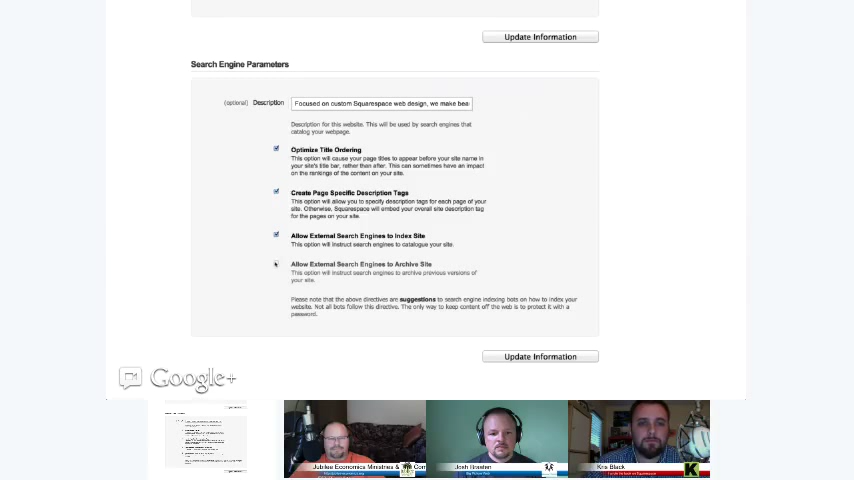 Update Information
Search Engine Parameters
(optional) Description
Focused on custom Squarespace web design, we make bea
Description for this website. This will be used by search engines that
catalog your webpage.
Optimize Title Ordering
This option will cause your page titles to appear before your site name in
your site's title bar, rather than after. This can sometimes have an impact
on the rankings of the content on your site.
Create Page Specific Description Tags
This option will allow you to specify description tags for each page of your
site. Otherwise, Squarespace will embed your overall site description tag
for the pages on your site.
Allow External Search Engines to Index Site
This option will instruct search engines to catalogue your site.
Allow External Search Engines to Archive Site
This option will instruct search engines to archive previous versions of
your site.
Please note that the above directives are suggestions to search engine indexing bots on how to index your
website. Not all bots follow this directive. The only way to keep content off the web is to protect it with a
password.
Update Information
Google+
Jubilee Economics Ministries & Com
Josh Braaten
Kris Black
K